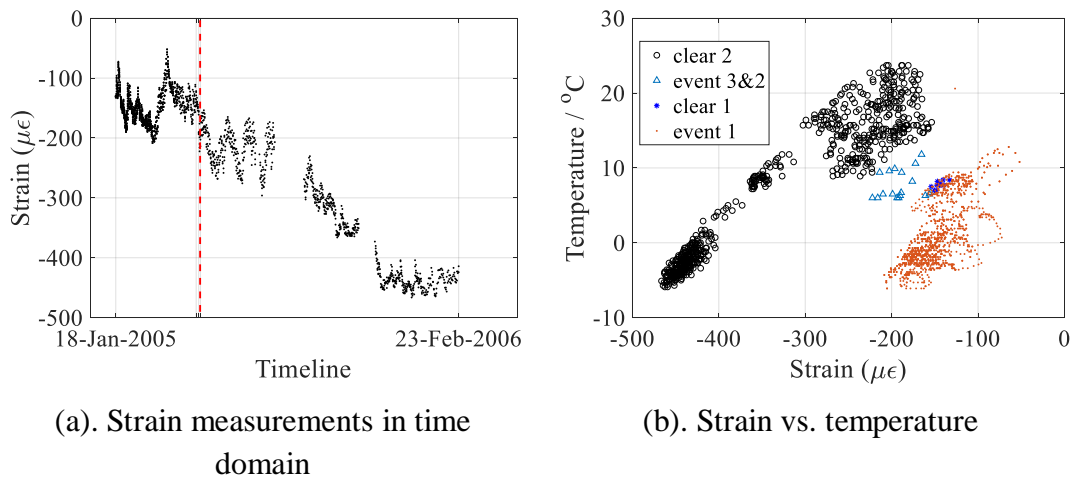 0
-100
-200
-300
-400
-500
Strain (με)
18-Jan-2005
23-Feb-2006
Timeline
(a). Strain measurements in time
domain
30
20
10
0
-10
Temperature / °C
clear 2
event 3&2
clear 1
event 1
-500
-400
-300
-200
-100
0
Strain (με)
(b). Strain vs. temperature